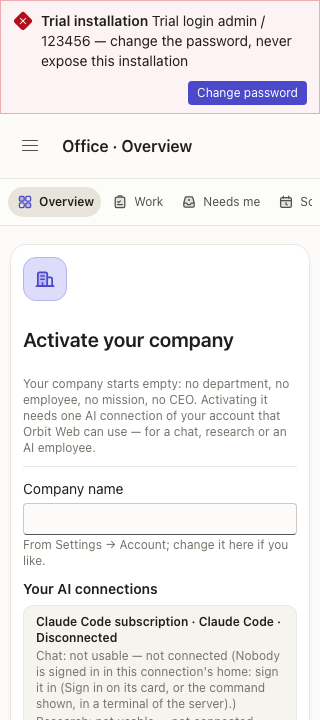 Trial installation Trial login admin /
123456 — change the password, never
expose this installation
Change password
Office · Overview
Overview Work Needs me
Activate your company
Your company starts empty: no department, no
employee, no mission, no CEO. Activating it
needs one AI connection of your account that
Orbit Web can use — for a chat, research or an
AI employee.
Company name
From Settings → Account; change it here if you
like.
Your AI connections
Claude Code subscription · Claude Code ·
Disconnected
Chat: not usable — not connected (Nobody
is signed in in this connection's home: sign
it in (Sign in on its card, or the command
shown, in a terminal of the server).)